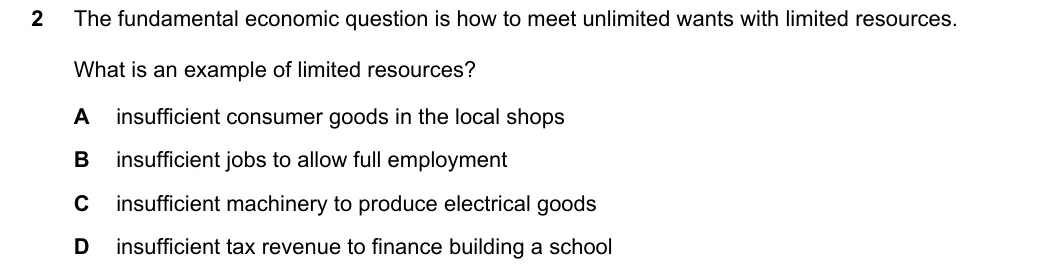 2 The fundamental economic question is how to meet unlimited wants with limited resources.
What is an example of limited resources?
A insufficient consumer goods in the local shops
B insufficient jobs to allow full employment
C insufficient machinery to produce electrical goods
D insufficient tax revenue to finance building a school